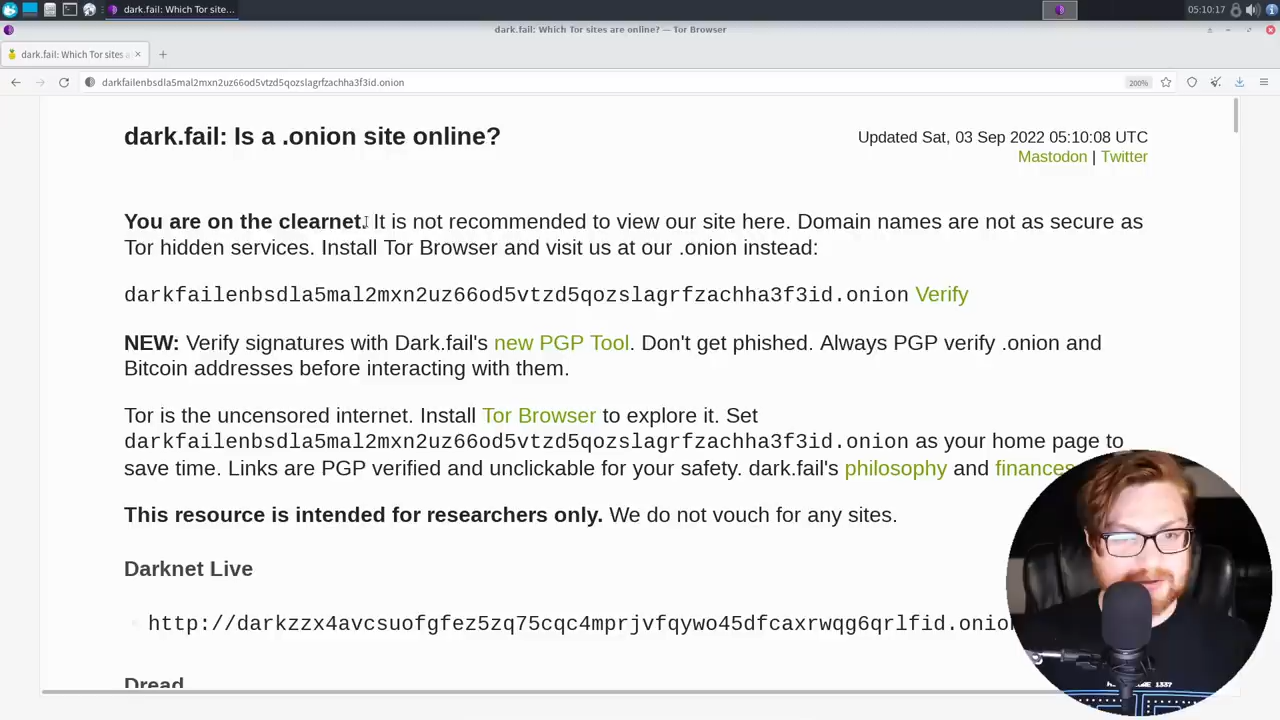 dark.fail: Which Tor site...
05:10:17
dark.fail: Which Tor sites are online? — Tor Browser
dark.fail: Which Tor sites a
darkfailenbsdla5mal2mxn2uz66od5vtzd5qozslagrfzachha3f3id.onion
200%
dark.fail: Is a .onion site online?
Updated Sat, 03 Sep 2022 05:10:08 UTC
Mastodon | Twitter
You are on the clearnet. It is not recommended to view our site here. Domain names are not as secure as
Tor hidden services. Install Tor Browser and visit us at our .onion instead:
darkfailenbsdla5mal2mxn2uz66od5vtzd5qozslagrfzachha3f3id.onion Verify
NEW: Verify signatures with Dark.fail's new PGP Tool. Don't get phished. Always PGP verify .onion and
Bitcoin addresses before interacting with them.
Tor is the uncensored internet. Install Tor Browser to explore it. Set
darkfailenbsdla5mal2mxn2uz66od5vtzd5qozslagrfzachha3f3id.onion as your home page to
save time. Links are PGP verified and unclickable for your safety. dark.fail's philosophy and finances
This resource is intended for researchers only. We do not vouch for any sites.
Darknet Live
http://darkzzx4avcsuofgfez5zq75cqc4mprjvfqywo45dfcaxrwqg6qrlfid.onion
Dread
1337